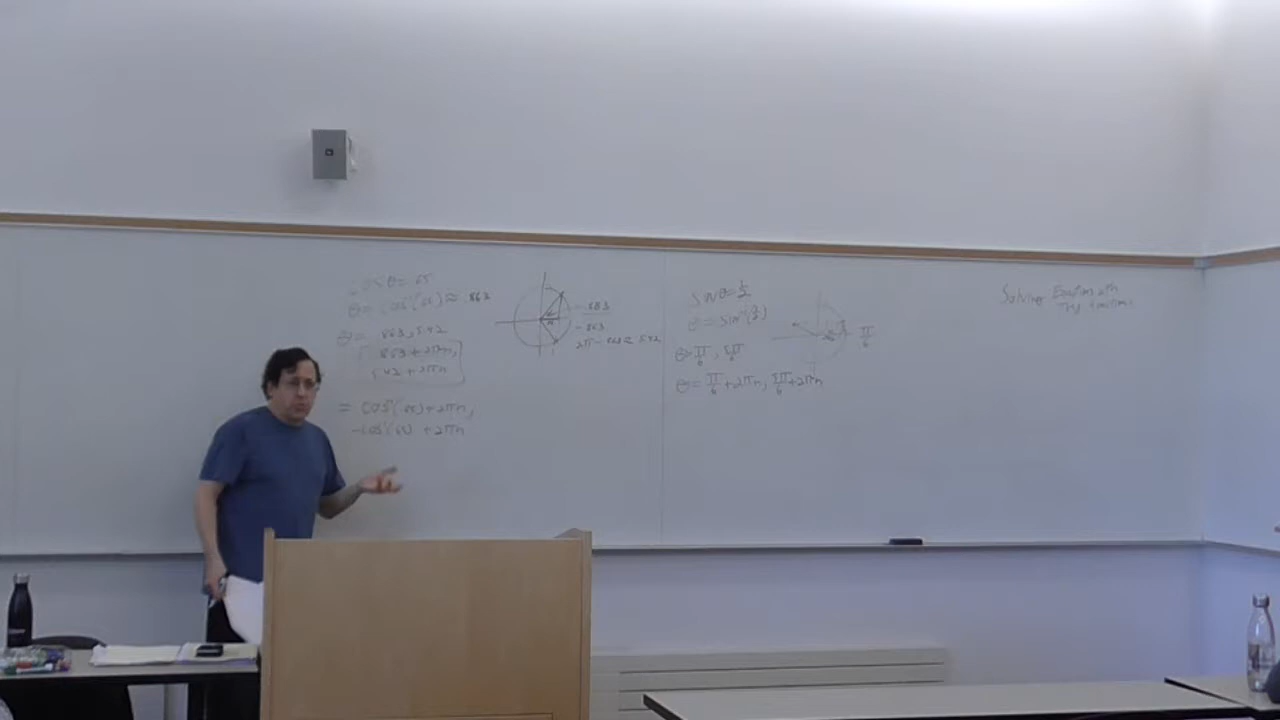 cos θ = .65
θ = cos⁻¹(.65) ≈ .863
θ = .863, 5.42
.863 + 2πn,
5.42 + 2πn
= cos⁻¹(.65) + 2πn,
-cos⁻¹(.65) + 2πn
.863
-.863
2π - .863 ≈ 5.42
sin θ = 1/2
θ = sin⁻¹(1/2)
θ = π/6, 5π/6
θ = π/6 + 2πn, 5π/6 + 2πn
π/6
Solving Equations with
Trig Functions